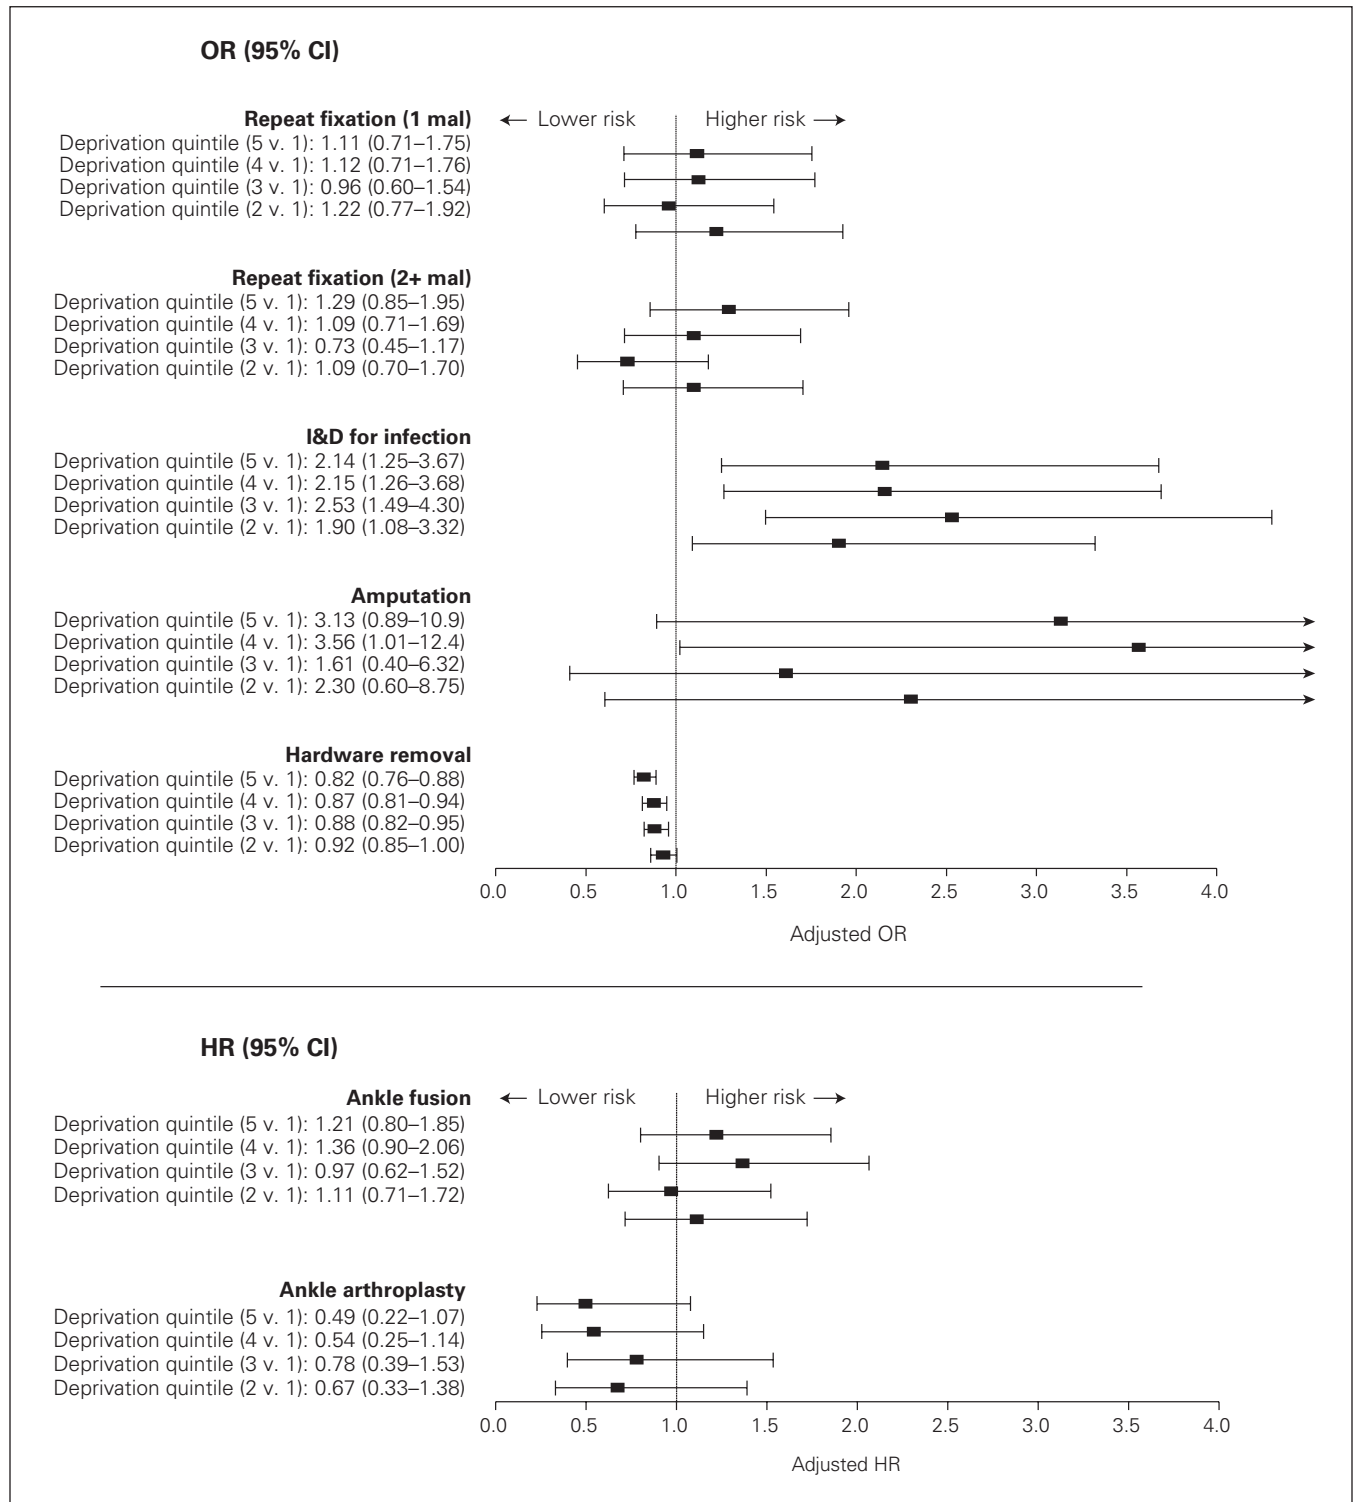 OR (95% CI)
Repeat fixation (1 mal)
Lower risk Higher risk
Deprivation quintile (5 v. 1): 1.11 (0.71–1.75)
Deprivation quintile (4 v. 1): 1.12 (0.71–1.76)
Deprivation quintile (3 v. 1): 0.96 (0.60–1.54)
Deprivation quintile (2 v. 1): 1.22 (0.77–1.92)
Repeat fixation (2+ mal)
Deprivation quintile (5 v. 1): 1.29 (0.85–1.95)
Deprivation quintile (4 v. 1): 1.09 (0.71–1.69)
Deprivation quintile (3 v. 1): 0.73 (0.45–1.17)
Deprivation quintile (2 v. 1): 1.09 (0.70–1.70)
I&D for infection
Deprivation quintile (5 v. 1): 2.14 (1.25–3.67)
Deprivation quintile (4 v. 1): 2.15 (1.26–3.68)
Deprivation quintile (3 v. 1): 2.53 (1.49–4.30)
Deprivation quintile (2 v. 1): 1.90 (1.08–3.32)
Amputation
Deprivation quintile (5 v. 1): 3.13 (0.89–10.9)
Deprivation quintile (4 v. 1): 3.56 (1.01–12.4)
Deprivation quintile (3 v. 1): 1.61 (0.40–6.32)
Deprivation quintile (2 v. 1): 2.30 (0.60–8.75)
Hardware removal
Deprivation quintile (5 v. 1): 0.82 (0.76–0.88)
Deprivation quintile (4 v. 1): 0.87 (0.81–0.94)
Deprivation quintile (3 v. 1): 0.88 (0.82–0.95)
Deprivation quintile (2 v. 1): 0.92 (0.85–1.00)
0.0 0.5 1.0 1.5 2.0 2.5 3.0 3.5 4.0
Adjusted OR
HR (95% CI)
Ankle fusion
Lower risk Higher risk
Deprivation quintile (5 v. 1): 1.21 (0.80–1.85)
Deprivation quintile (4 v. 1): 1.36 (0.90–2.06)
Deprivation quintile (3 v. 1): 0.97 (0.62–1.52)
Deprivation quintile (2 v. 1): 1.11 (0.71–1.72)
Ankle arthroplasty
Deprivation quintile (5 v. 1): 0.49 (0.22–1.07)
Deprivation quintile (4 v. 1): 0.54 (0.25–1.14)
Deprivation quintile (3 v. 1): 0.78 (0.39–1.53)
Deprivation quintile (2 v. 1): 0.67 (0.33–1.38)
0.0 0.5 1.0 1.5 2.0 2.5 3.0 3.5 4.0
Adjusted HR